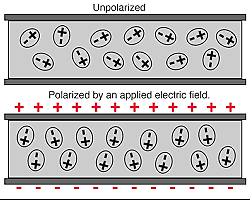 Unpolarized
Polarized by an applied electric field.
+ + + + + + + + + + + +
- - - - - - - - - - - -